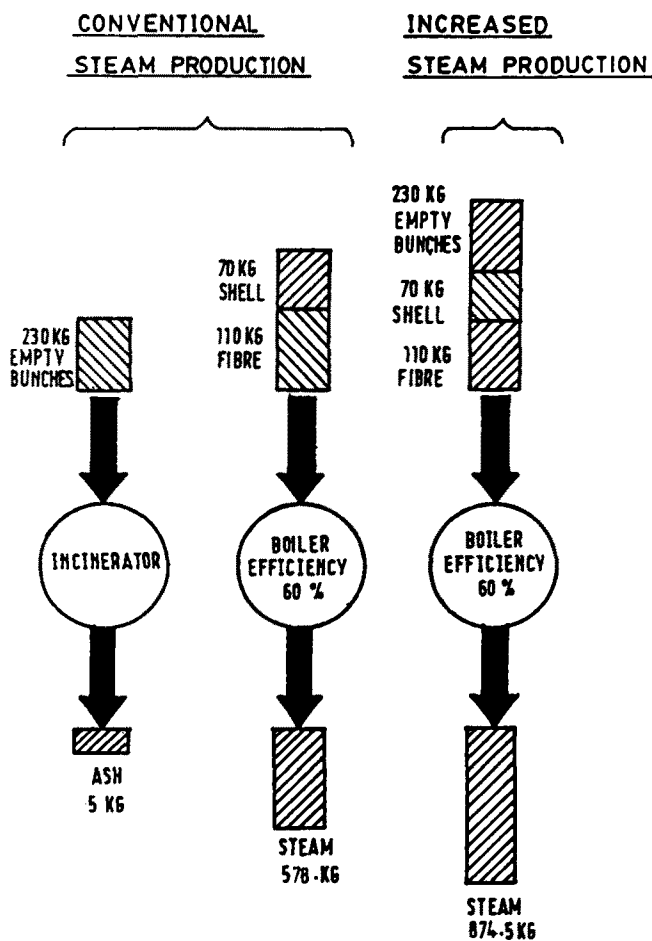 CONVENTIONAL
STEAM PRODUCTION
INCREASED
STEAM PRODUCTION
230 KG
EMPTY
BUNCHES
70 KG
SHELL
110 KG
FIBRE
230 KG
EMPTY
BUNCHES
70 KG
SHELL
110 KG
FIBRE
INCINERATOR
BOILER
EFFICIENCY
60 %
BOILER
EFFICIENCY
60 %
ASH
5 KG
STEAM
578.KG
STEAM
874.5KG